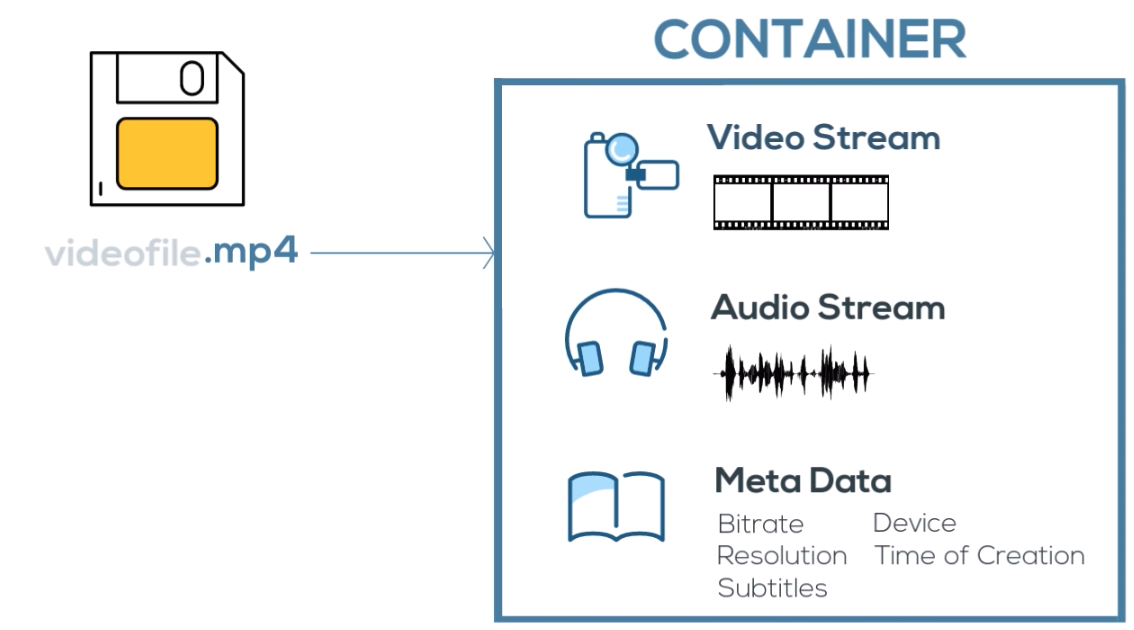 CONTAINER
videofile.mp4
Video Stream
Audio Stream
Meta Data
Bitrate
Device
Resolution
Time of Creation
Subtitles